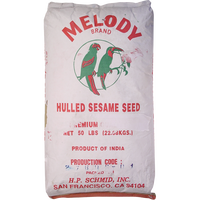 MELODY
BRAND
HULLED SESAME SEED
PREMIUM
NET 50 LBS (22.68KGS.)
PRODUCT OF INDIA
PRODUCTION CODE
H.P. SCHMID, INC.
SAN FRANCISCO, CA 94104